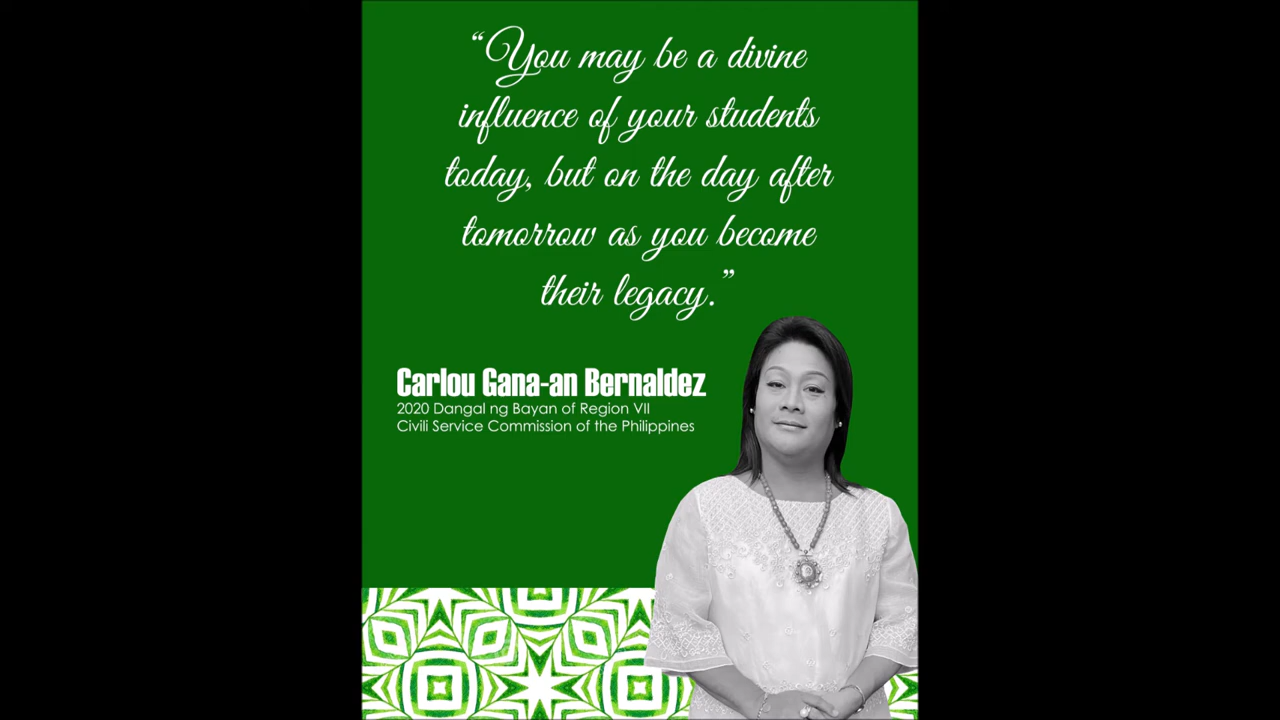 “You may be a divine
influence of your students
today, but on the day after
tomorrow as you become
their legacy.”
Carlou Gana-an Bernaldez
2020 Dangal ng Bayan of Region VII
Civili Service Commission of the Philippines